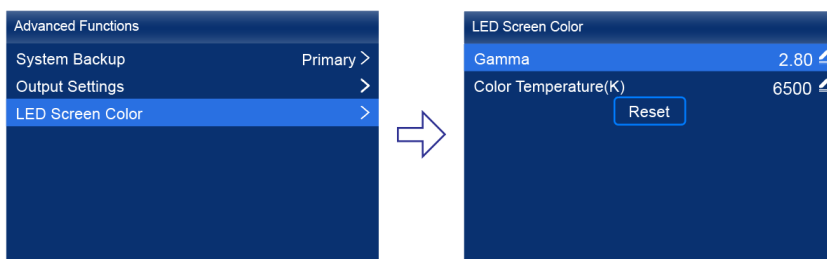 Advanced Functions
System Backup Primary >
Output Settings >
LED Screen Color >
LED Screen Color
Gamma 2.80
Color Temperature(K) 6500
Reset